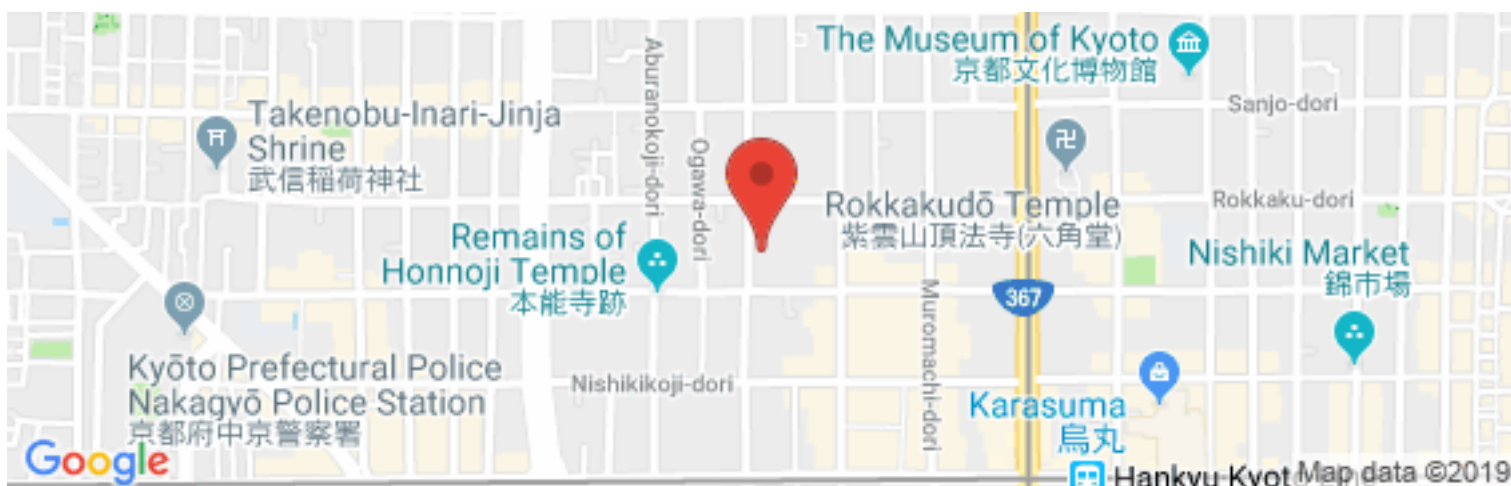 The Museum of Kyoto
京都文化博物館
Sanjo-dori
Takenobu-Inari-Jinja
Shrine
武信稲荷神社
Aburanokoji-dori
Ogawa-dori
卍
Rokkakudō Temple
紫雲山頂法寺(六角堂)
Rokkaku-dori
Remains of
Honnoji Temple
本能寺跡
Nishiki Market
錦市場
367
Muromachi-dori
Kyōto Prefectural Police
Nakagyō Police Station
京都府中京警察署
Nishikikoji-dori
Karasuma
烏丸
Google
Hankyu Kyot
Map data ©2019